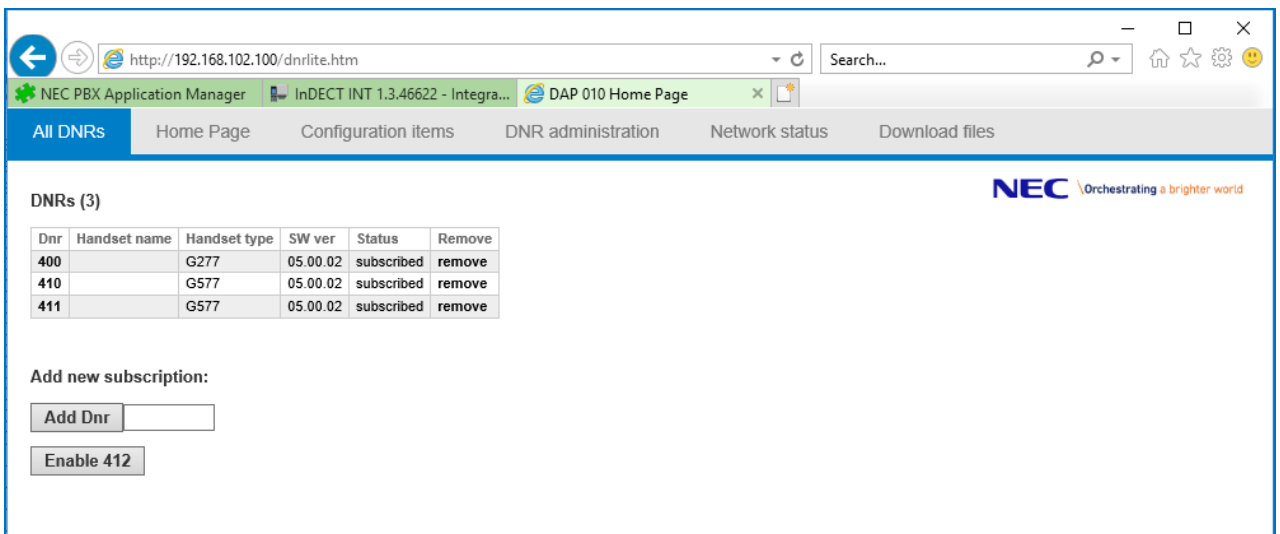 http://192.168.102.100/dnrlite.htm Search...
NEC PBX Application Manager InDECT INT 1.3.46622 - Integra... DAP 010 Home Page
All DNRs Home Page Configuration items DNR administration Network status Download files
NEC \Orchestrating a brighter world
DNRs (3)
Dnr Handset name Handset type SW ver Status Remove
400 G277 05.00.02 subscribed remove
410 G577 05.00.02 subscribed remove
411 G577 05.00.02 subscribed remove
Add new subscription:
Add Dnr
Enable 412